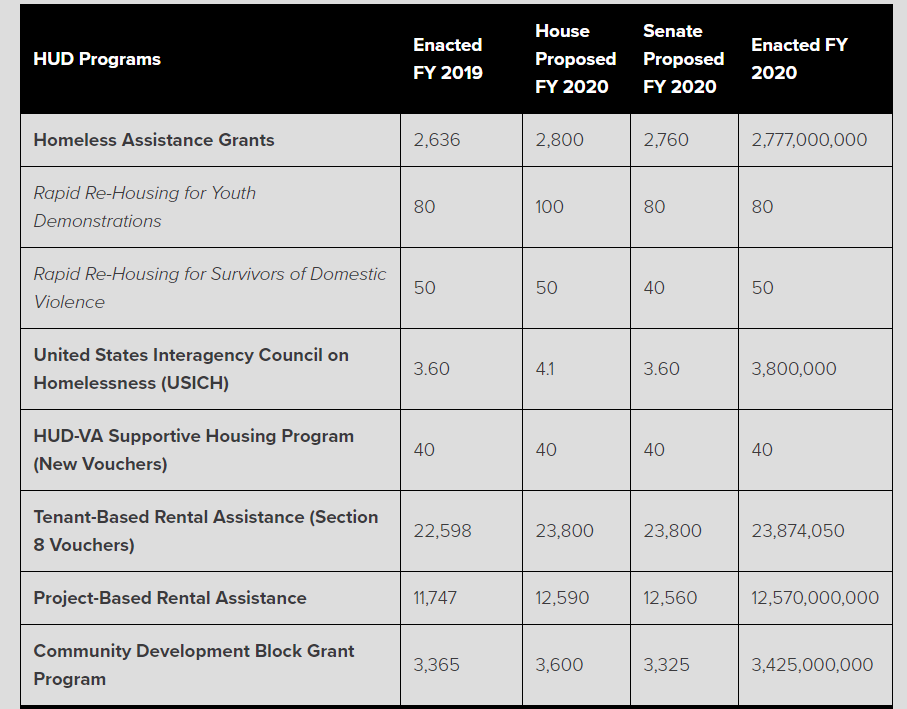 HUD Programs
Enacted
FY 2019
House
Proposed
FY 2020
Senate
Proposed
FY 2020
Enacted FY
2020
Homeless Assistance Grants 2,636 2,800 2,760 2,777,000,000
Rapid Re-Housing for Youth
Demonstrations
80 100 80 80
Rapid Re-Housing for Survivors of Domestic
Violence
50 50 40 50
United States Interagency Council on
Homelessness (USICH)
3.60 4.1 3.60 3,800,000
HUD-VA Supportive Housing Program
(New Vouchers)
40 40 40 40
Tenant-Based Rental Assistance (Section
8 Vouchers)
22,598 23,800 23,800 23,874,050
Project-Based Rental Assistance 11,747 12,590 12,560 12,570,000,000
Community Development Block Grant
Program
3,365 3,600 3,325 3,425,000,000